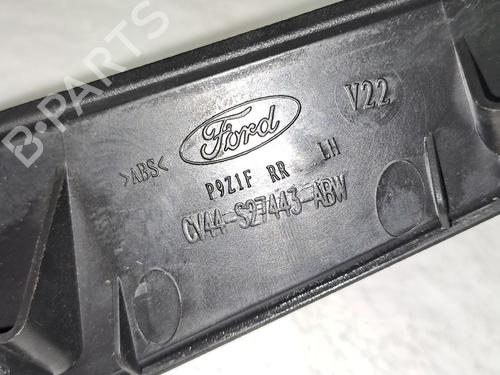 B-PARTS
>ABS<
Ford
V22
P9Z1F RR LH
CV44-S27443-ABW